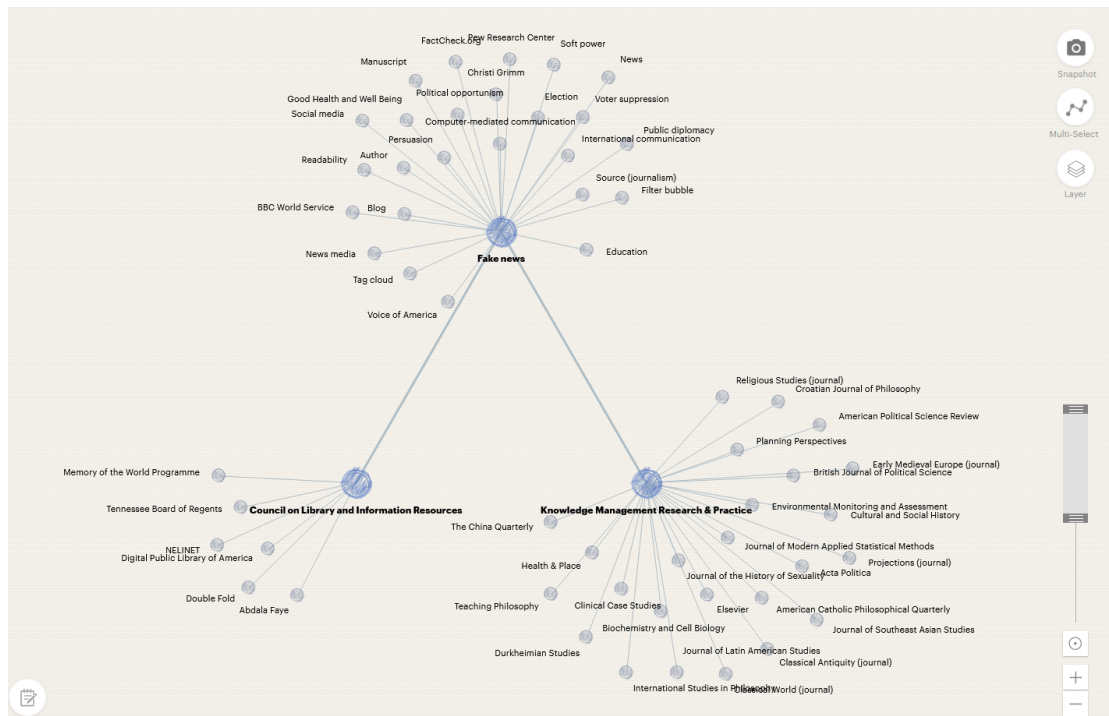 FactCheck.org
Pew Research Center
Soft power
News
Manuscript
Christi Grimm
Snapshot
Political opportunism
Election
Voter suppression
Good Health and Well Being
Social media
Computer-mediated communication
Public diplomacy
Multi-Select
Persuasion
International communication
Readability
Author
Source (journalism)
Filter bubble
Layer
BBC World Service
Blog
News media
Education
Fake news
Tag cloud
Voice of America
Religious Studies (journal)
Croatian Journal of Philosophy
American Political Science Review
Planning Perspectives
Memory of the World Programme
Early Medieval Europe (journal)
British Journal of Political Science
Tennessee Board of Regents
Council on Library and Information Resources
Knowledge Management Research & Practice
Environmental Monitoring and Assessment
Cultural and Social History
The China Quarterly
NELINET
Digital Public Library of America
Journal of Modern Applied Statistical Methods
Projections (journal)
Health & Place
Journal of the History of Sexuality
Acta Politica
Double Fold
Abdala Faye
Teaching Philosophy
Clinical Case Studies
Elsevier
American Catholic Philosophical Quarterly
Biochemistry and Cell Biology
Journal of Southeast Asian Studies
Durkheimian Studies
Journal of Latin American Studies
Classical Antiquity (journal)
International Studies in Philosophy
Classical World (journal)